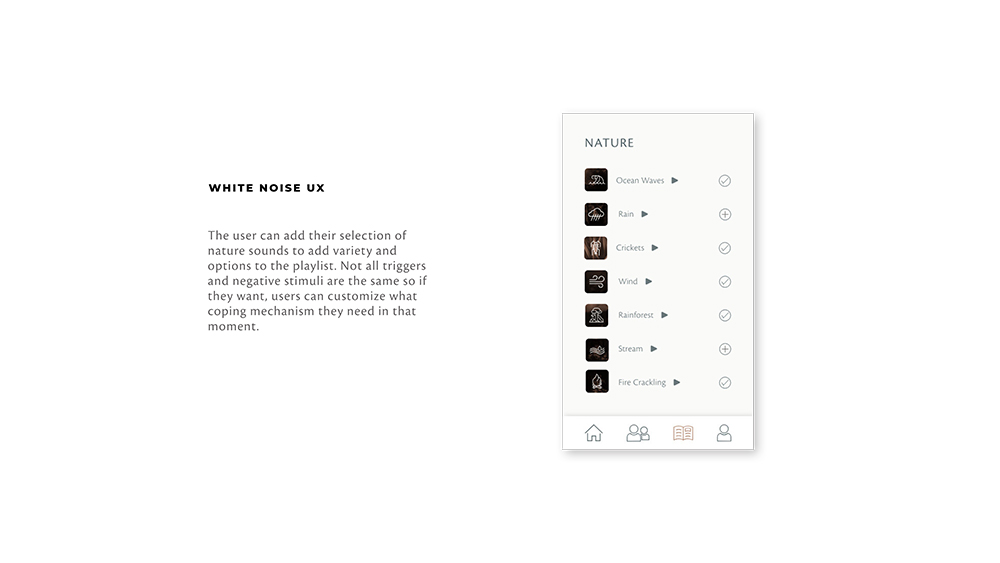 WHITE NOISE UX
The user can add their selection of
nature sounds to add variety and
options to the playlist. Not all triggers
and negative stimuli are the same so if
they want, users can customize what
coping mechanism they need in that
moment.
NATURE
Ocean Waves
Rain
Crickets
Wind
Rainforest
Stream
Fire Crackling